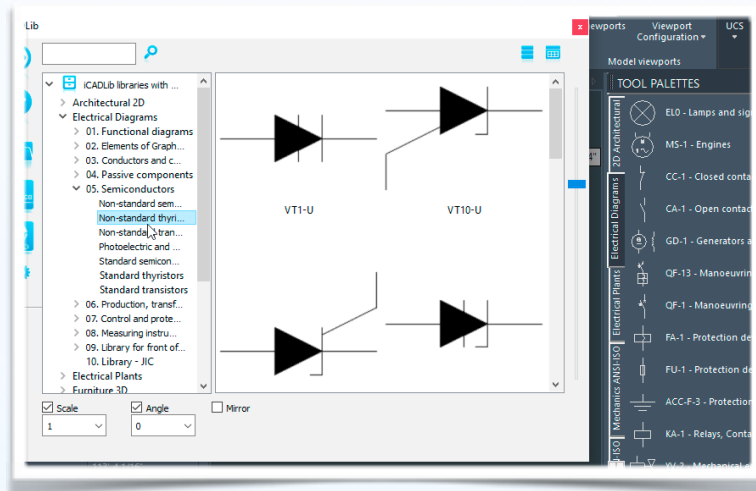 Lib
x
iCADLib libraries with ...
Architectural 2D
Electrical Diagrams
01. Functional diagrams
02. Elements of Graph...
03. Conductors and c...
04. Passive components
05. Semiconductors
Non-standard sem...
Non-standard thyri...
Non-standard tran...
Photoelectric and ...
Standard semicon...
Standard thyristors
Standard transistors
06. Production, transf...
07. Control and prote...
08. Measuring instru...
09. Library for front of...
10. Library - JIC
Electrical Plants
Furniture 3D
VT1-U
VT10-U
Scale
Angle
Mirror
1
0
ewports
Viewport
Configuration
UCS
Model viewports
TOOL PALETTES
2D Architectural
Electrical Diagrams
Electrical Plants
Mechanics ANSI-ISO
-ISO
EL0 - Lamps and sig
MS-1 - Engines
CC-1 - Closed conta
CA-1 - Open contac
GD-1 - Generators a
QF-13 - Manoeuvrin
QF-1 - Manoeuvring
FA-1 - Protection de
FU-1 - Protection de
ACC-F-3 - Protection
KA-1 - Relays, Conta